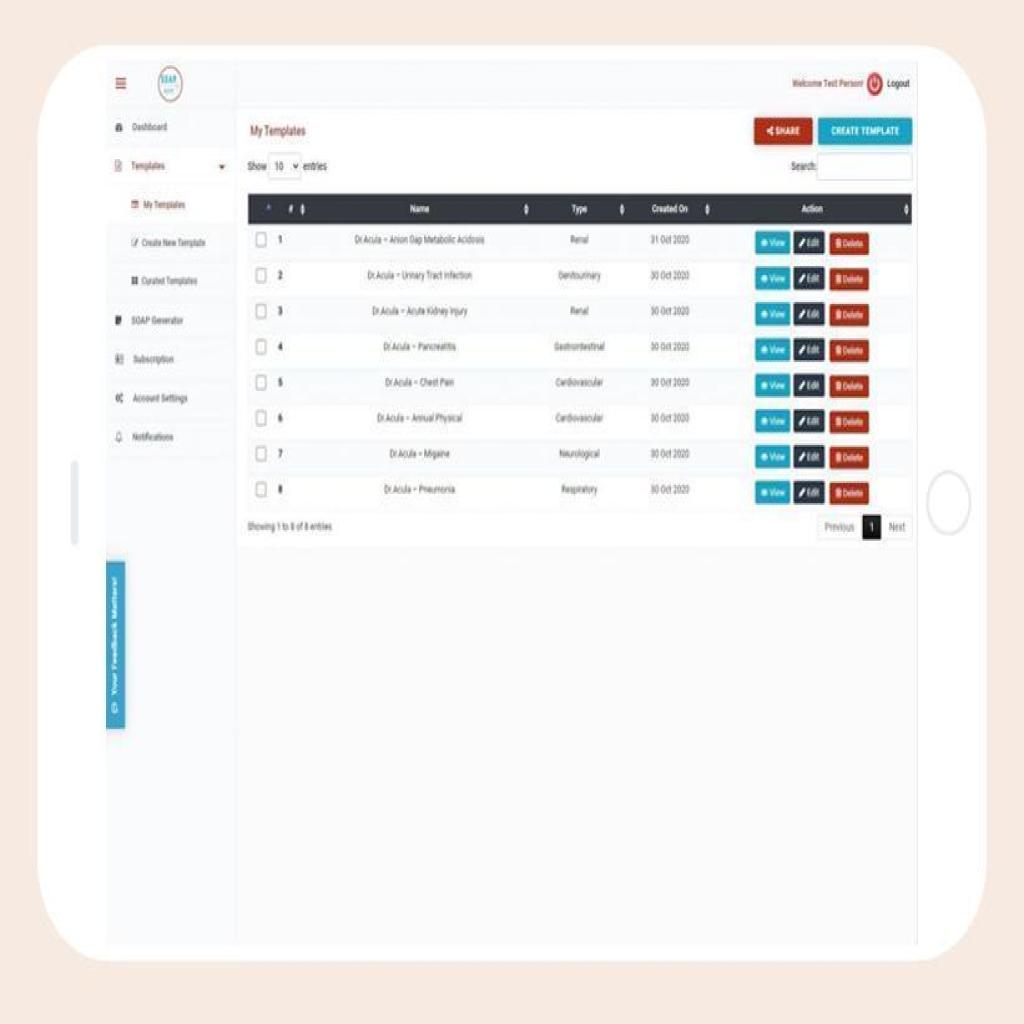 SOAP
Welcome Test Person! Logout
Dashboard
Templates
My Templates
Create New Template
Curated Templates
SOAP Generator
Subscription
Account Settings
Notifications
Your Feedback Matters!
My Templates
SHARE CREATE TEMPLATE
Show 10 entries
Search:
# Name Type Created On Action
1 Dr.Acula – Anion Gap Metabolic Acidosis Renal 31 Oct 2020 View Edit Delete
2 Dr.Acula – Urinary Tract Infection Genitourinary 30 Oct 2020 View Edit Delete
3 Dr.Acula – Acute Kidney Injury Renal 30 Oct 2020 View Edit Delete
4 Dr.Acula – Pancreatitis Gastrointestinal 30 Oct 2020 View Edit Delete
5 Dr.Acula – Chest Pain Cardiovascular 30 Oct 2020 View Edit Delete
6 Dr.Acula – Annual Physical Cardiovascular 30 Oct 2020 View Edit Delete
7 Dr.Acula – Migaine Neurological 30 Oct 2020 View Edit Delete
8 Dr.Acula – Pneumonia Respiratory 30 Oct 2020 View Edit Delete
Showing 1 to 8 of 8 entries
Previous 1 Next